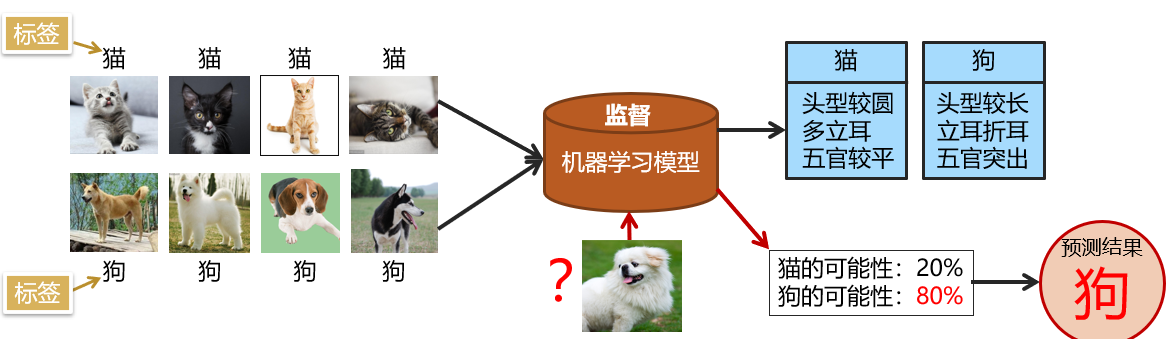 标签
猫 猫 猫 猫
狗 狗 狗 狗
标签
监督
机器学习模型
?
猫
头型较圆
多立耳
五官较平
狗
头型较长
立耳折耳
五官突出
猫的可能性：20%
狗的可能性：80%
预测结果
狗